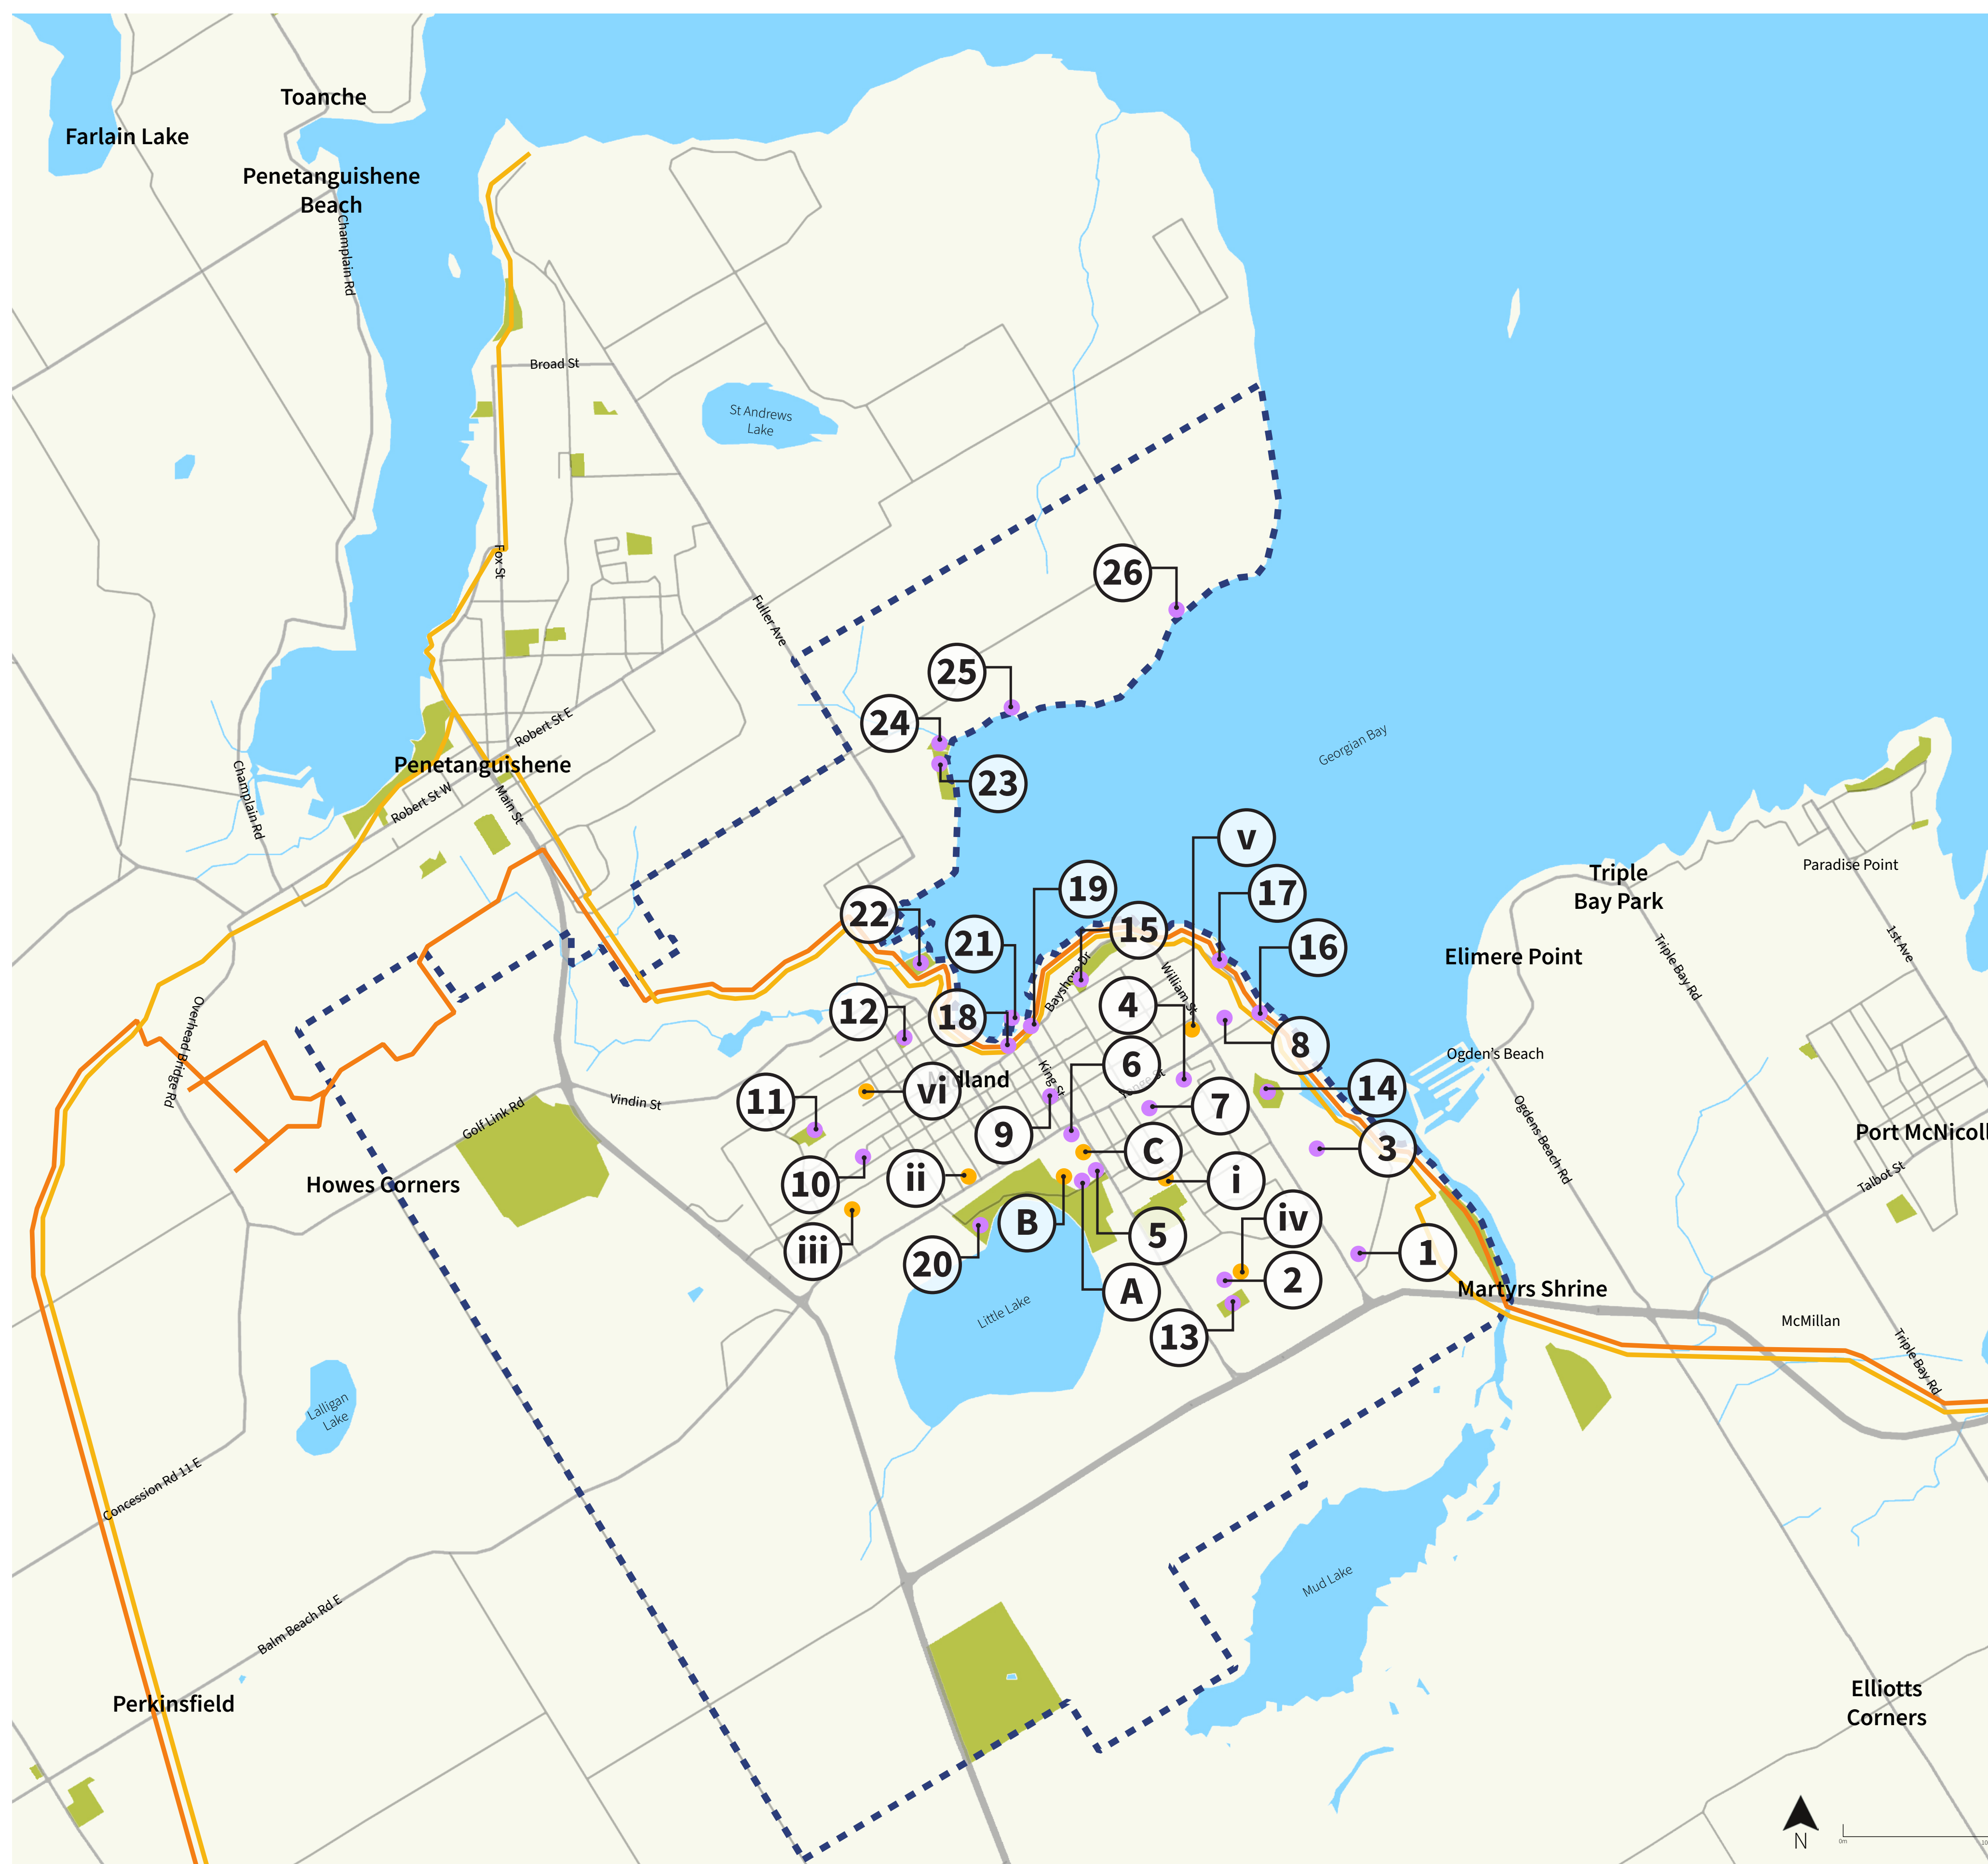 Toanche
Farlain Lake
Penetanguishene
Beach
Champlain Rd
Broad St
St Andrews
Lake
Fox St
26
Fuller Ave
25
24
Robert St E
Georgian Bay
Penetanguishene
23
Champlain Rd
Robert St W
Main St
v
Paradise Point
Triple
Bay Park
19
17
22
15
21
16
1st Ave
Elimere Point
Bayshore Dr
William St
Triple Bay Rd
12
18
4
Overhead Bridge Rd
8
Ogden's Beach
6
King St
Midland
14
vi
11
Vindin St
Golf Link Rd
7
9
Ogdens Beach Rd
Port McNicoll
C
3
10
ii
i
Talbot St
Howes Corners
B
iv
5
iii
1
20
2
A
Martyrs Shrine
Little Lake
McMillan
13
Triple Bay Rd
Lalligan
Lake
Concession Rd 11 E
Mud Lake
Balm Beach Rd E
Perkinsfield
Elliotts
Corners
N
0m